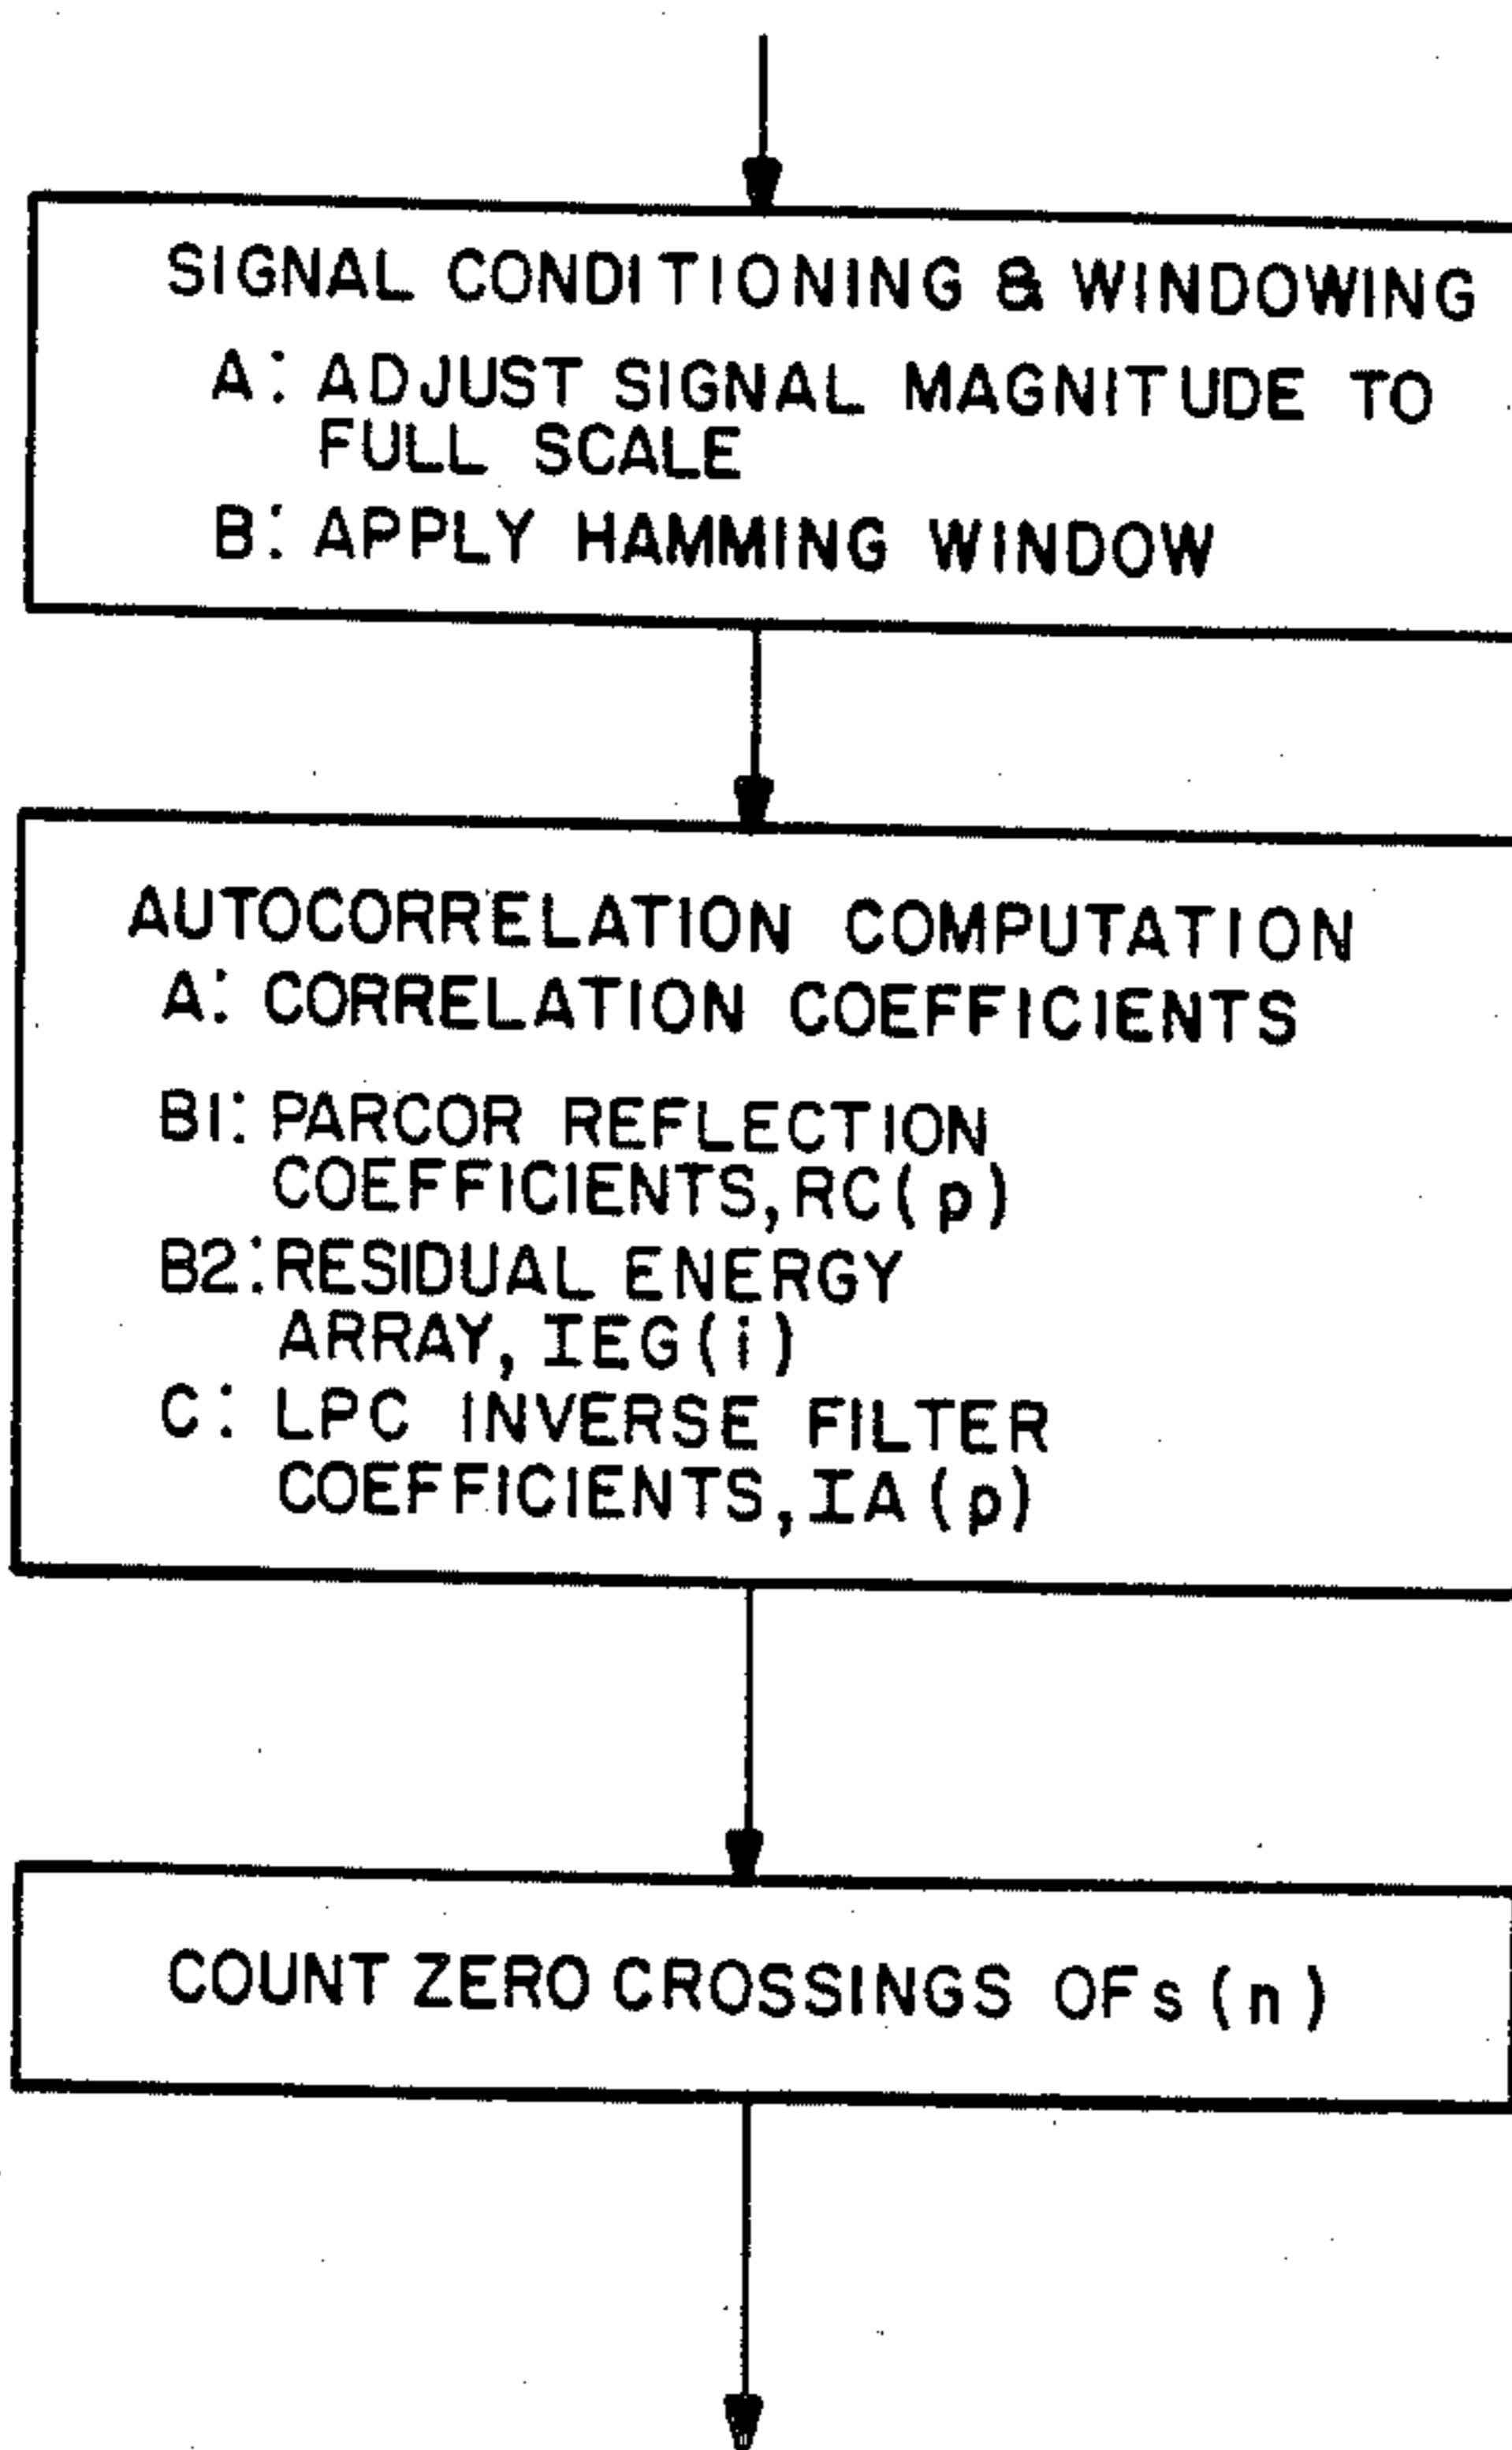 SIGNAL CONDITIONING & WINDOWING
A: ADJUST SIGNAL MAGNITUDE TO
FULL SCALE
B: APPLY HAMMING WINDOW
AUTOCORRELATION COMPUTATION
A: CORRELATION COEFFICIENTS
B1: PARCOR REFLECTION
COEFFICIENTS, RC(p)
B2: RESIDUAL ENERGY
ARRAY, IEG(i)
C: LPC INVERSE FILTER
COEFFICIENTS, IA(p)
COUNT ZERO CROSSINGS OF s(n)